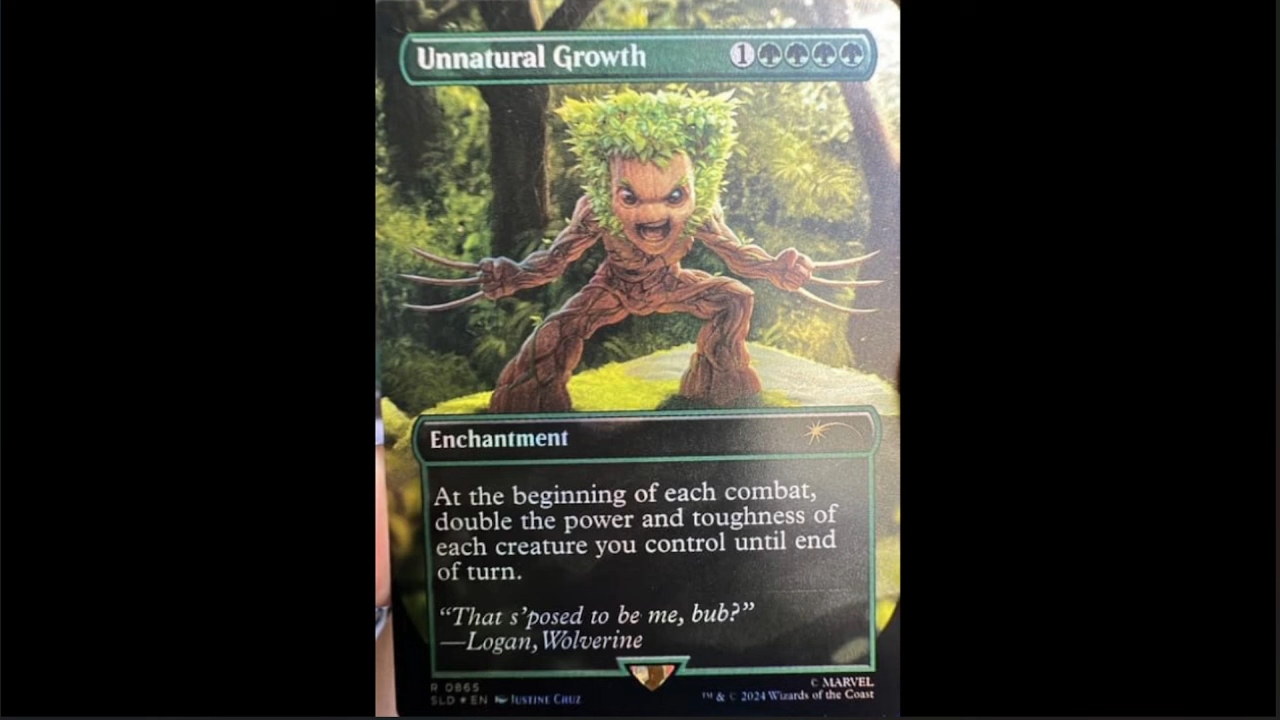 Unnatural Growth 1
Enchantment
At the beginning of each combat,
double the power and toughness of
each creature you control until end
of turn.
“That s’posed to be me, bub?”
—Logan, Wolverine
R 0865
SLD ★ EN JUSTINE CRUZ
© MARVEL
™ & © 2024 Wizards of the Coast